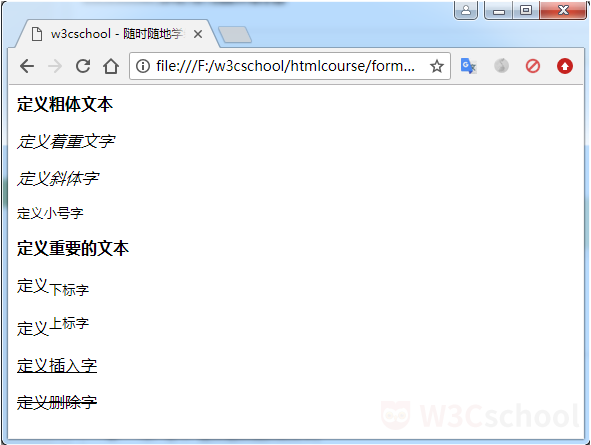 w3cschool - 随时随地学
file:///F:/w3cschool/htmlcourse/form...
定义粗体文本
定义着重文字
定义斜体字
定义小号字
定义重要的文本
定义下标字
定义上标字
定义插入字
定义删除字
W3Cschool